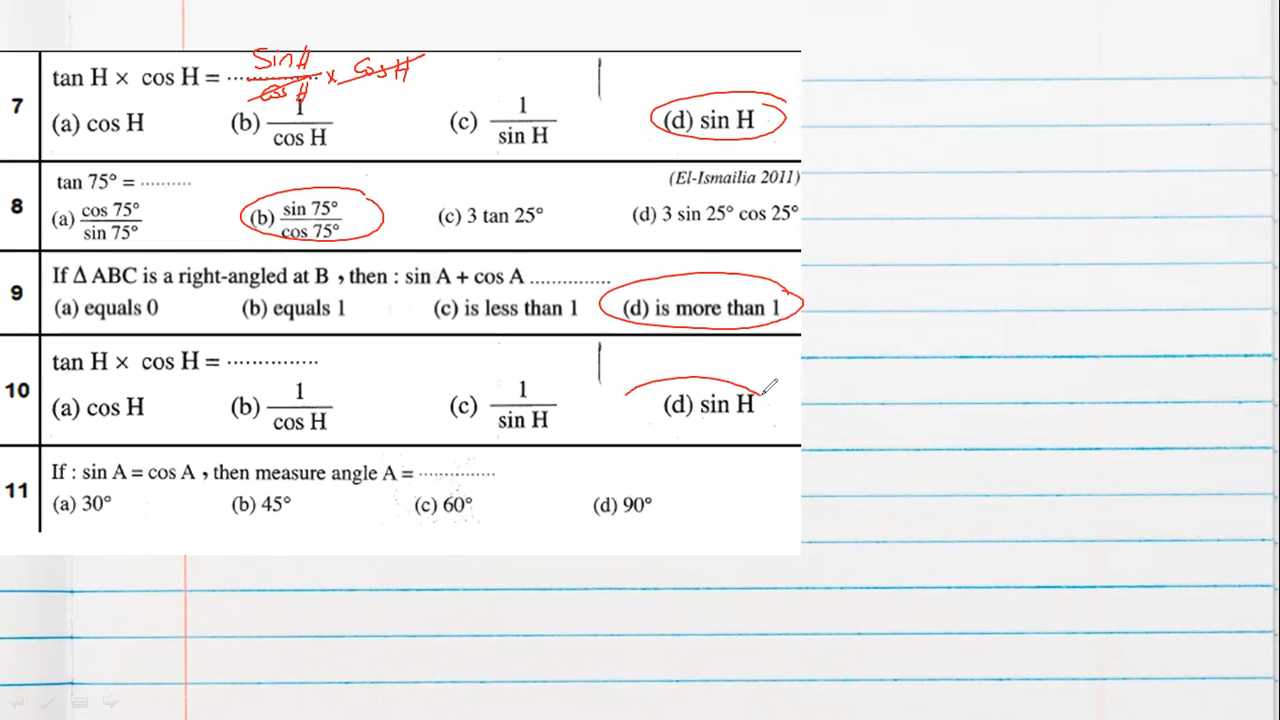 7
tan H × cos H = ............... sin H / cos H × cos H
(a) cos H (b) 1 / cos H (c) 1 / sin H (d) sin H
8
tan 75° = .......... (El-Ismailia 2011)
(a) cos 75° / sin 75° (b) sin 75° / cos 75° (c) 3 tan 25° (d) 3 sin 25° cos 25°
9
If Δ ABC is a right-angled at B , then : sin A + cos A ...............
(a) equals 0 (b) equals 1 (c) is less than 1 (d) is more than 1
10
tan H × cos H = ...............
(a) cos H (b) 1 / cos H (c) 1 / sin H (d) sin H
11
If : sin A = cos A , then measure angle A = ...............
(a) 30° (b) 45° (c) 60° (d) 90°